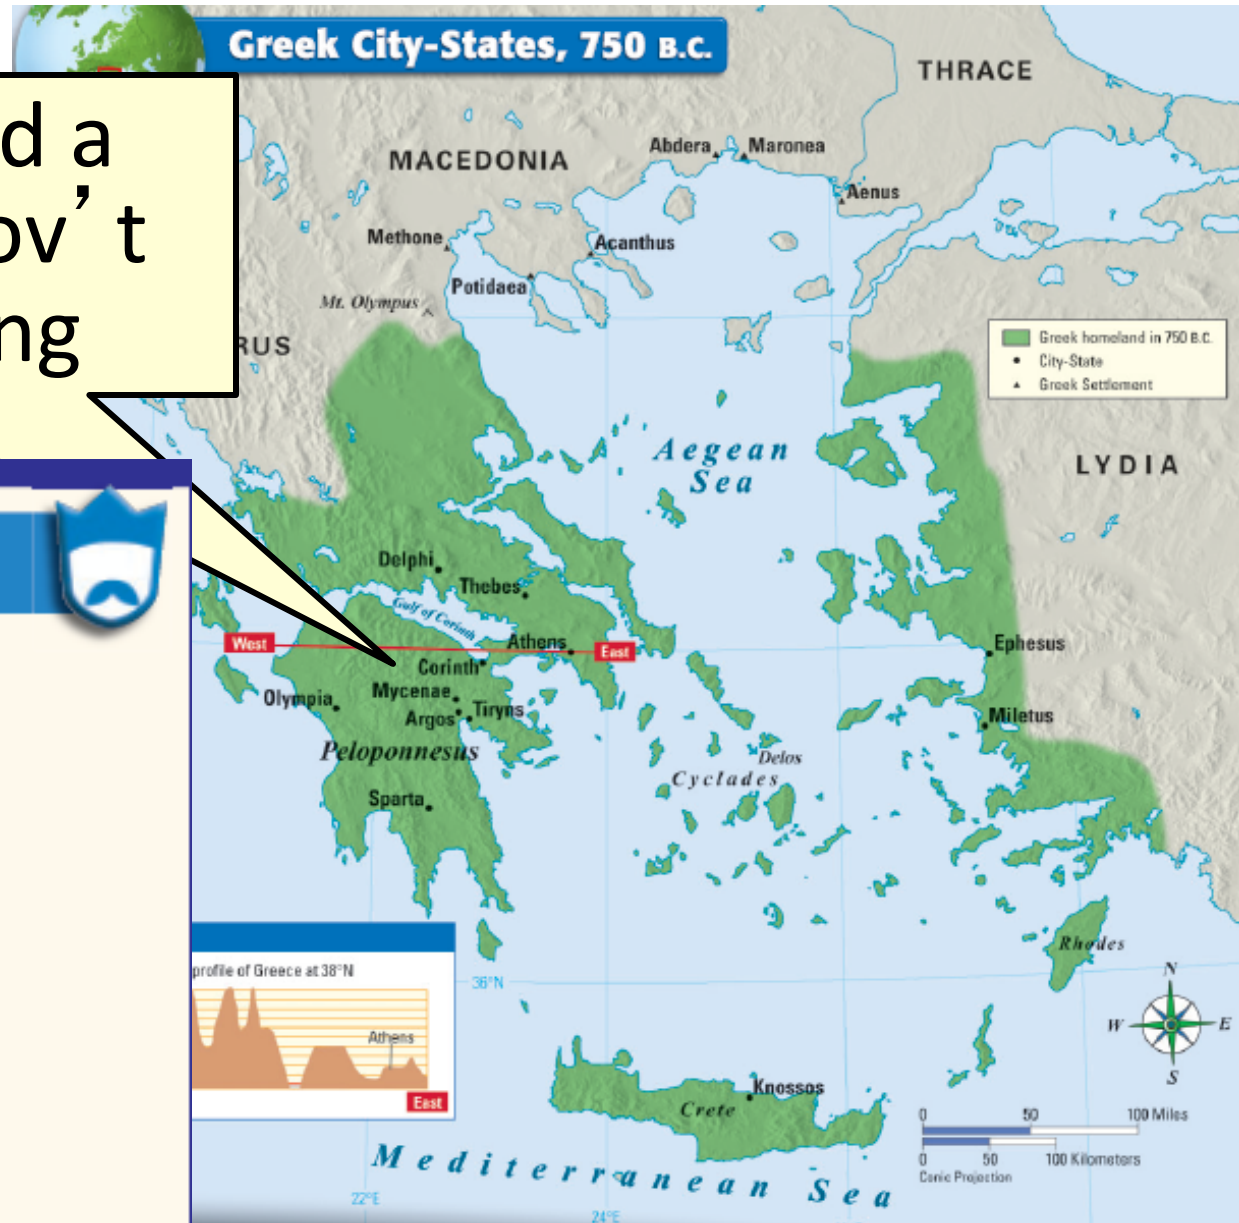 Greek City-States, 750 B.C.
d a
ov't
ng
THRACE
MACEDONIA
Abdera
Maronea
Aenus
Methone
Acanthus
Potidaea
Mt. Olympus
RUS
Greek homeland in 750 B.C.
City-State
Greek Settlement
Aegean
Sea
LYDIA
Delphi
Thebes
Gulf of Corinth
West
Athens
East
Corinth
Ephesus
Mycenae
Olympia
Argos
Tiryns
Miletus
Peloponnesus
Delos
Cyclades
Sparta
Rhodes
profile of Greece at 38°N
36°N
Athens
East
N
W
E
S
Knossos
Crete
0 50 100 Miles
0 50 100 Kilometers
Conic Projection
Mediterranean Sea
22°E
24°E